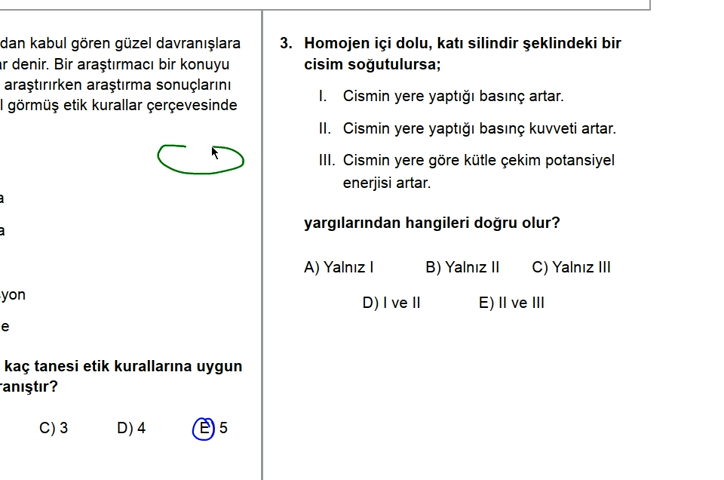 dan kabul gören güzel davranışlara
r denir. Bir araştırmacı bir konuyu
araştırırken araştırma sonuçlarını
l görmüş etik kurallar çerçevesinde
a
a
yon
e
kaç tanesi etik kurallarına uygun
ranıştır?
C) 3 D) 4 E) 5
3. Homojen içi dolu, katı silindir şeklindeki bir
cisim soğutulursa;
I. Cismin yere yaptığı basınç artar.
II. Cismin yere yaptığı basınç kuvveti artar.
III. Cismin yere göre kütle çekim potansiyel
enerjisi artar.
yargılarından hangileri doğru olur?
A) Yalnız I B) Yalnız II C) Yalnız III
D) I ve II E) II ve III